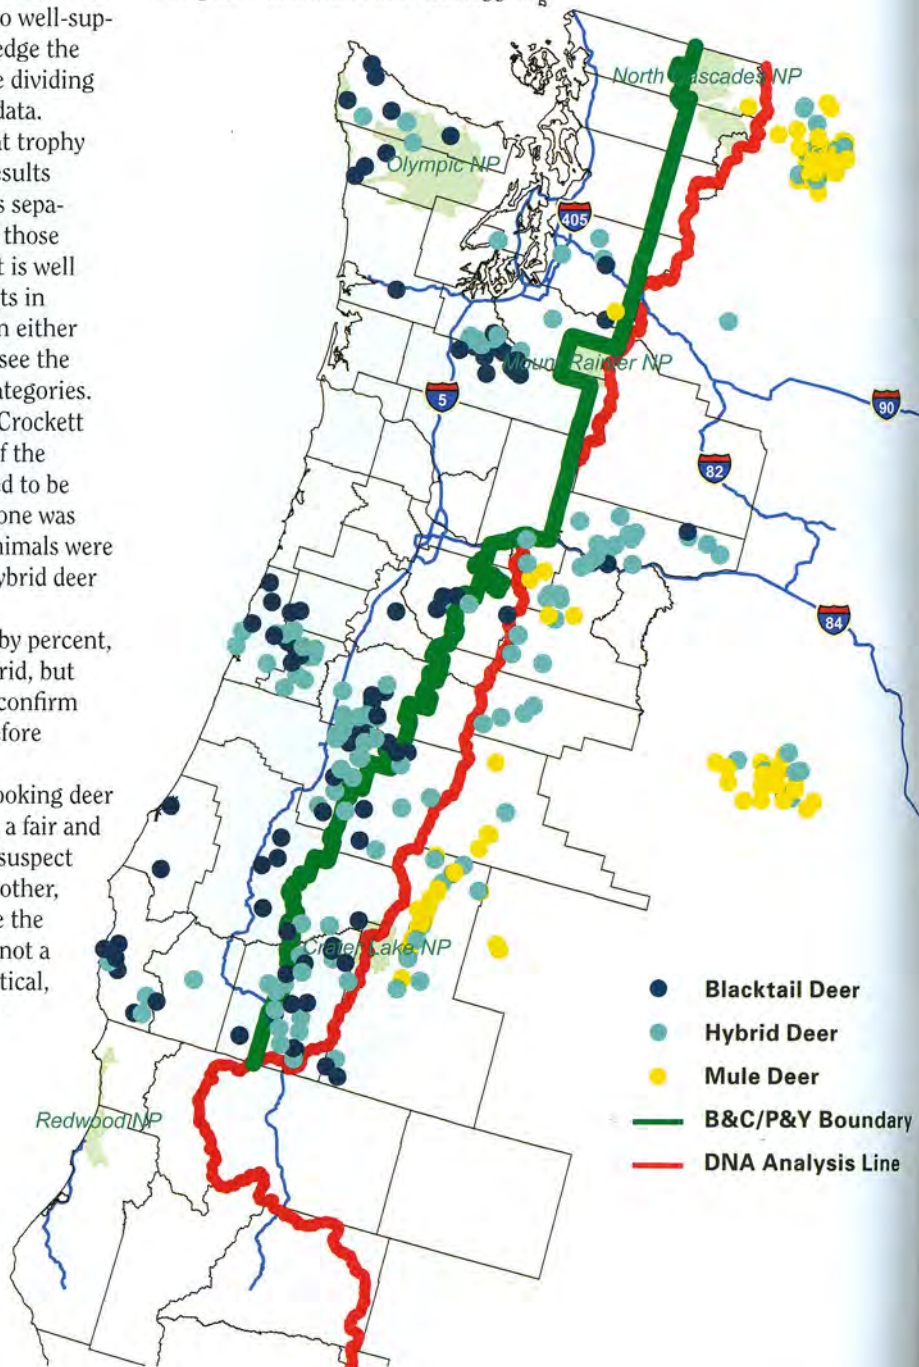 o well-sup-
edge the
e dividing
data.
at trophy
esults
s sepa-
those
t is well
ts in
n either
see the
ategories.
Crockett
f the
ed to be
one was
nimals were
ybrid deer
by percent,
rid, but
confirm
efore
ooking deer
a fair and
suspect
other,
e the
not a
tical,
North Cascades NP
Olympic NP
405
Mount Rainier NP
5
90
82
84
Crater Lake NP
Redwood NP
Blacktail Deer
Hybrid Deer
Mule Deer
B&C/P&Y Boundary
DNA Analysis Line